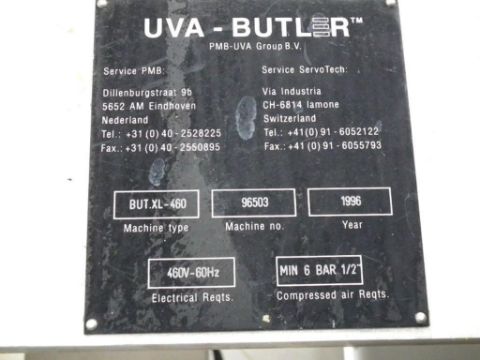 UVA - BUTLER™
PMB-UVA Group B.V.
Service PMB:
Dillenburgstraat 9b
5652 AM Eindhoven
Nederland
Tel.: +31 (0) 40 - 2528225
Fax.: +31 (0) 40 - 2550895
Service ServoTech:
Via Industria
CH-6814 lamone
Switzerland
Tel.: +41 (0) 91 - 6052122
Fax.: +41 (0) 91 - 6055793
BUT.XL-460
Machine type
96503
Machine no.
1996
Year
460V-60Hz
Electrical Reqts.
MIN 6 BAR 1/2"
Compressed air Reqts.